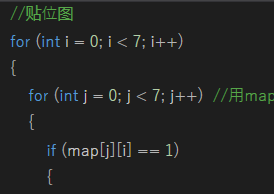 //贴位图
for (int i = 0; i < 7; i++)
{
for (int j = 0; j < 7; j++) //用map
{
if (map[j][i] == 1)
{